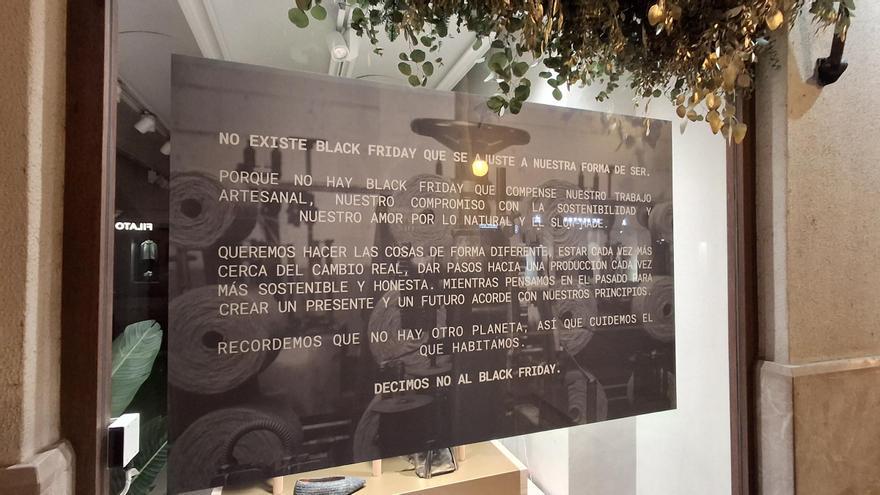 NO EXISTE BLACK FRIDAY QUE SE AJUSTE A NUESTRA FORMA DE SER.
PORQUE NO HAY BLACK FRIDAY QUE COMPENSE NUESTRO TRABAJO
ARTESANAL, NUESTRO COMPROMISO CON LA SOSTENIBILIDAD Y
NUESTRO AMOR POR LO NATURAL Y EL SLOW-MADE.
QUEREMOS HACER LAS COSAS DE FORMA DIFERENTE, ESTAR CADA VEZ MÁS
CERCA DEL CAMBIO REAL, DAR PASOS HACIA UNA PRODUCCIÓN CADA VEZ
MÁS SOSTENIBLE Y HONESTA. MIENTRAS PENSAMOS EN EL PASADO PARA
CREAR UN PRESENTE Y UN FUTURO ACORDE CON NUESTROS PRINCIPIOS.
RECORDEMOS QUE NO HAY OTRO PLANETA, ASÍ QUE CUIDEMOS EL
QUE HABITAMOS.
DECIMOS NO AL BLACK FRIDAY.
FILATO